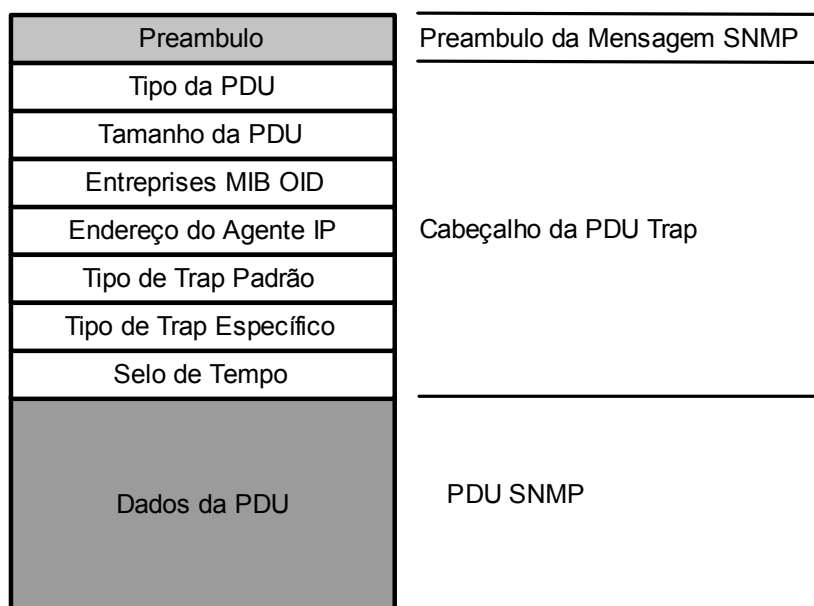 Preambulo
Preambulo da Mensagem SNMP
Tipo da PDU
Tamanho da PDU
Entreprises MIB OID
Endereço do Agente IP
Cabeçalho da PDU Trap
Tipo de Trap Padrão
Tipo de Trap Específico
Selo de Tempo
Dados da PDU
PDU SNMP